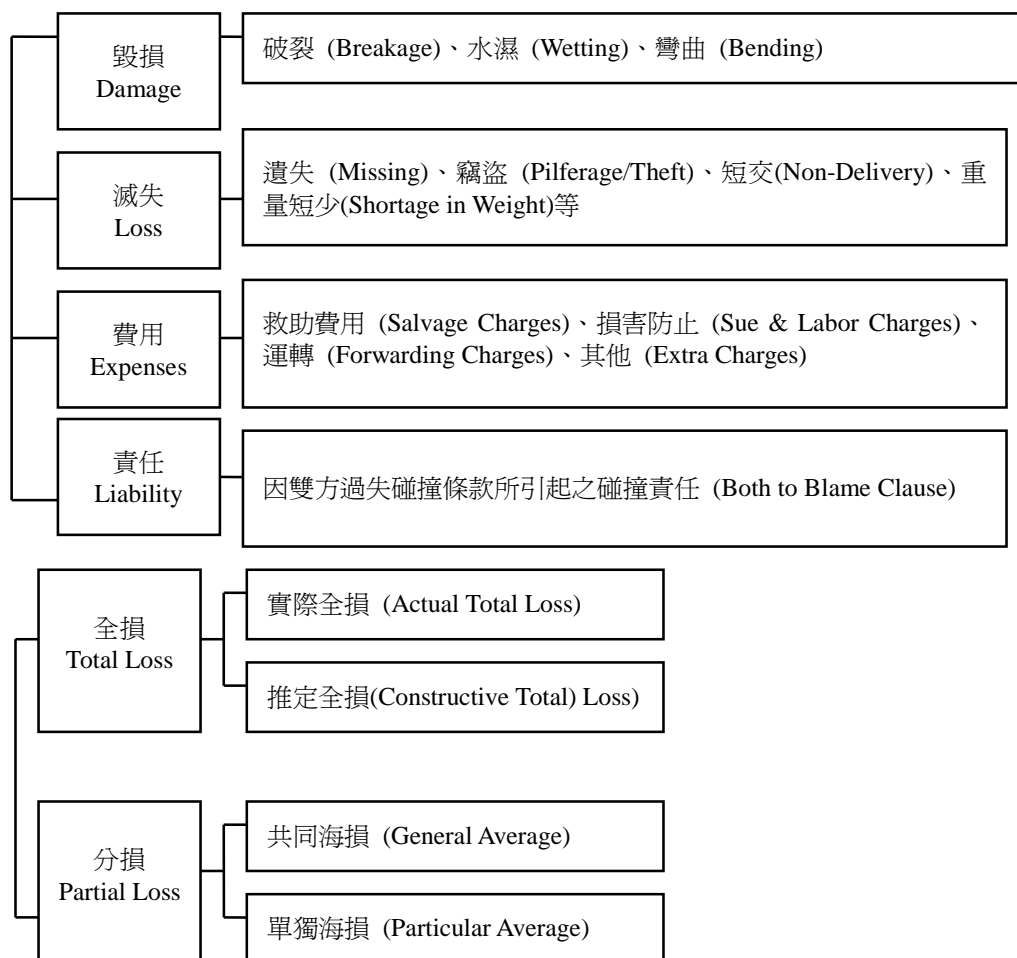 毀損
Damage
破裂 (Breakage)、水濕 (Wetting)、彎曲 (Bending)
滅失
Loss
遺失 (Missing)、竊盜 (Pilferage/Theft)、短交(Non-Delivery)、重
量短少(Shortage in Weight)等
費用
Expenses
救助費用 (Salvage Charges)、損害防止 (Sue & Labor Charges)、
運轉 (Forwarding Charges)、其他 (Extra Charges)
責任
Liability
因雙方過失碰撞條款所引起之碰撞責任 (Both to Blame Clause)
全損
Total Loss
實際全損 (Actual Total Loss)
推定全損(Constructive Total) Loss)
分損
Partial Loss
共同海損 (General Average)
單獨海損 (Particular Average)